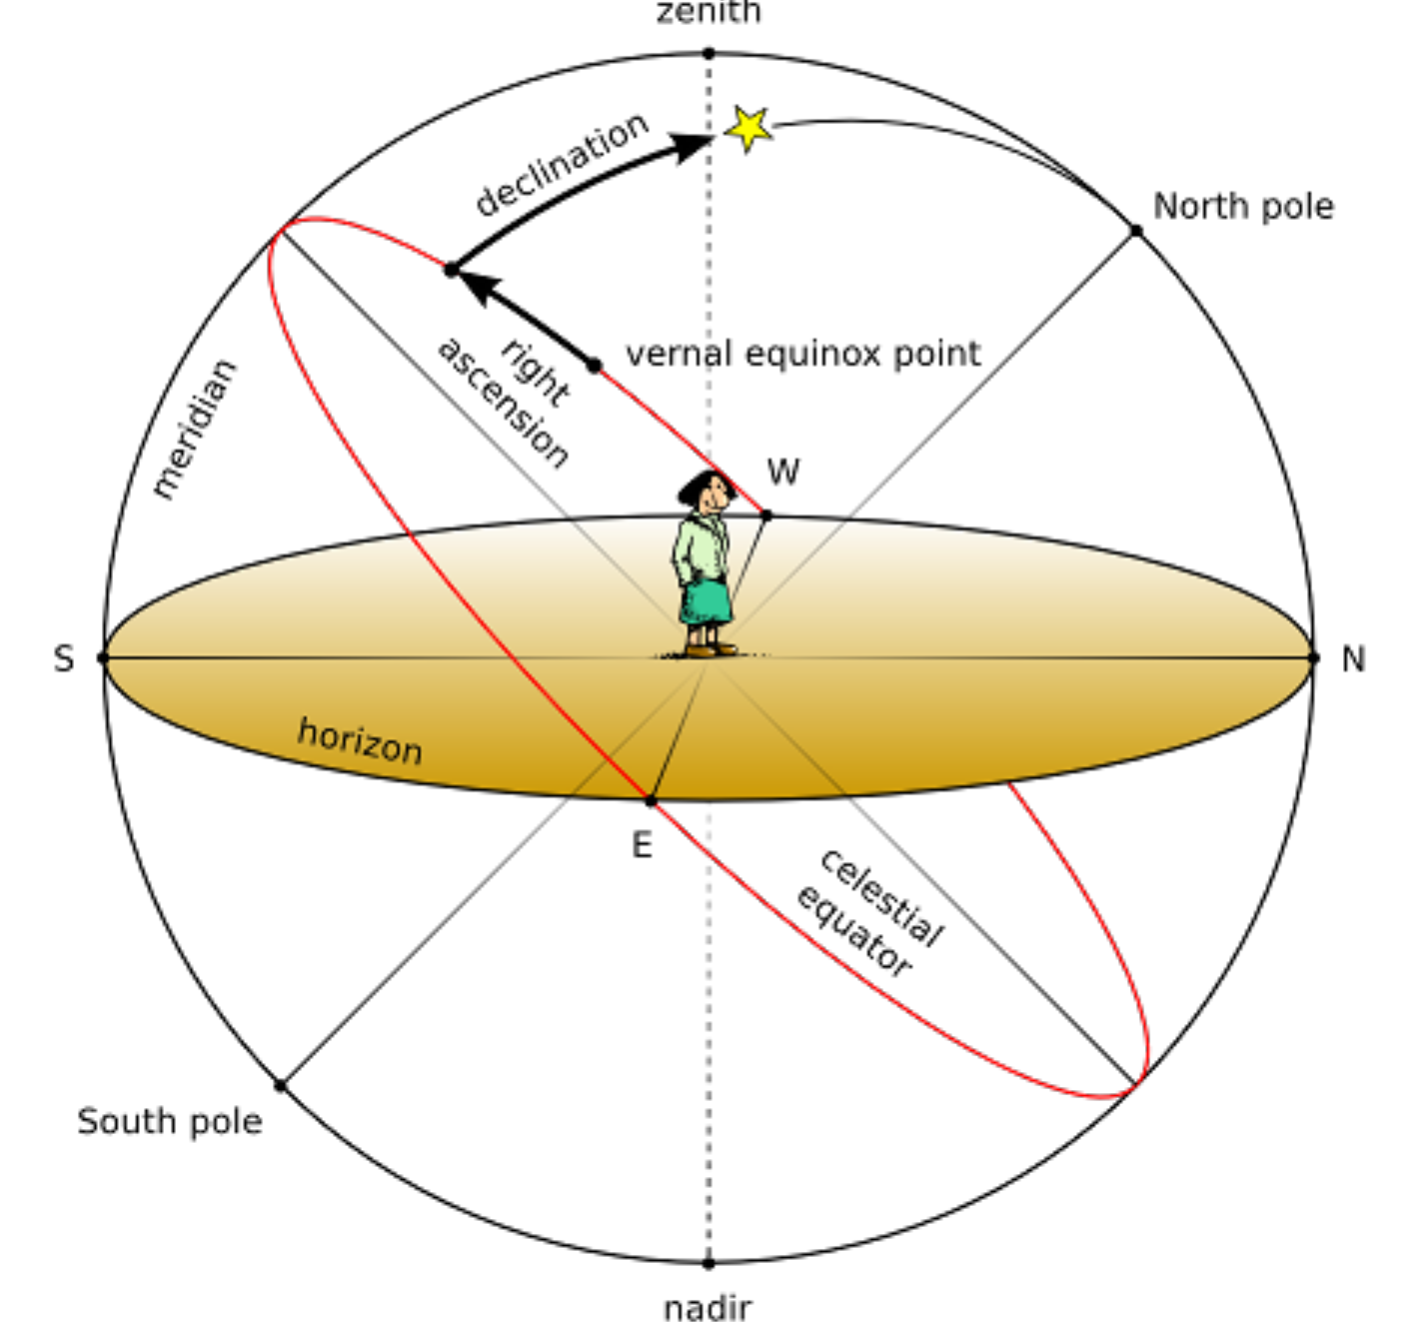 zenith
declination
North pole
vernal equinox point
right
ascension
meridian
W
S
N
horizon
E
celestial
equator
South pole
nadir